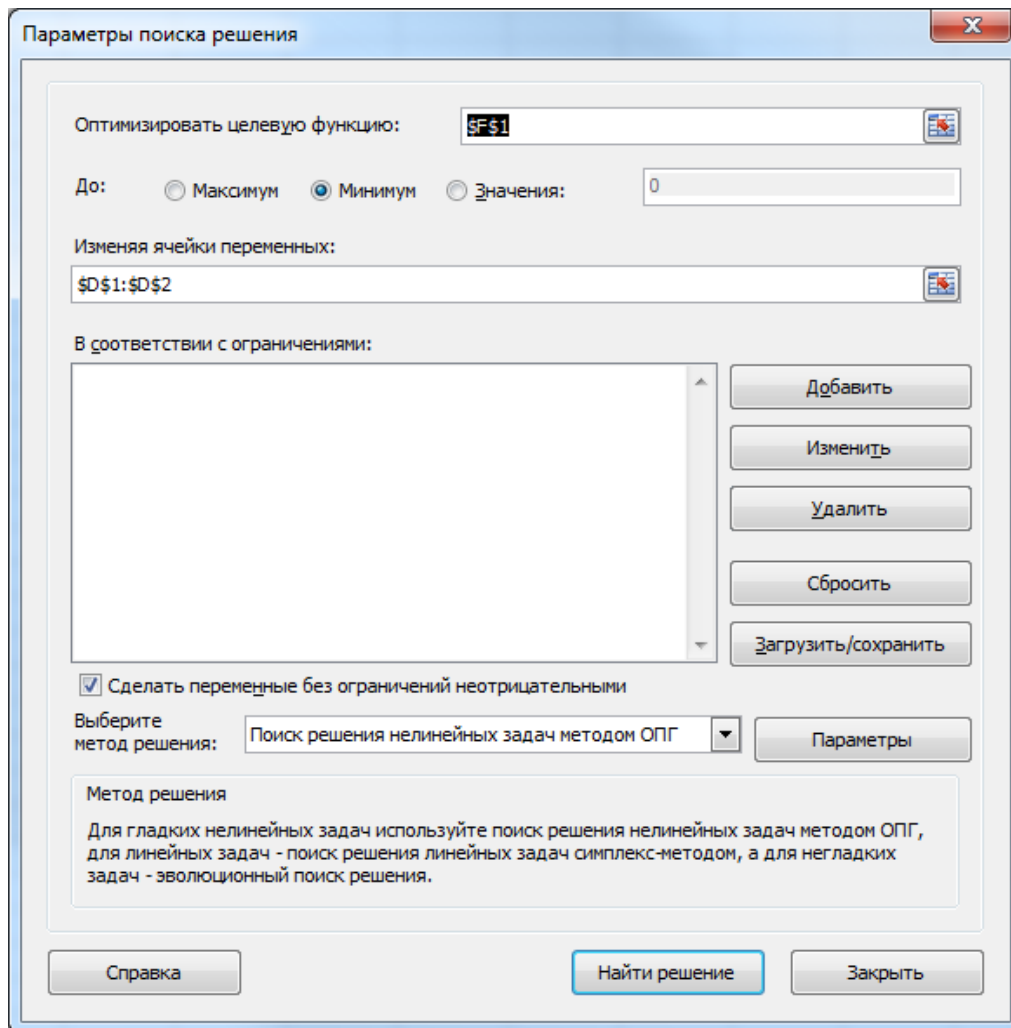 Параметры поиска решения
Оптимизировать целевую функцию:
$F$1
До:
Максимум
Минимум
Значения:
0
Изменяя ячейки переменных:
$D$1:$D$2
В соответствии с ограничениями:
Добавить
Изменить
Удалить
Сбросить
Загрузить/сохранить
Сделать переменные без ограничений неотрицательными
Выберите
метод решения:
Поиск решения нелинейных задач методом ОПГ
Параметры
Метод решения
Для гладких нелинейных задач используйте поиск решения нелинейных задач методом ОПГ,
для линейных задач - поиск решения линейных задач симплекс-методом, а для негладких
задач - эволюционный поиск решения.
Справка
Найти решение
Закрыть